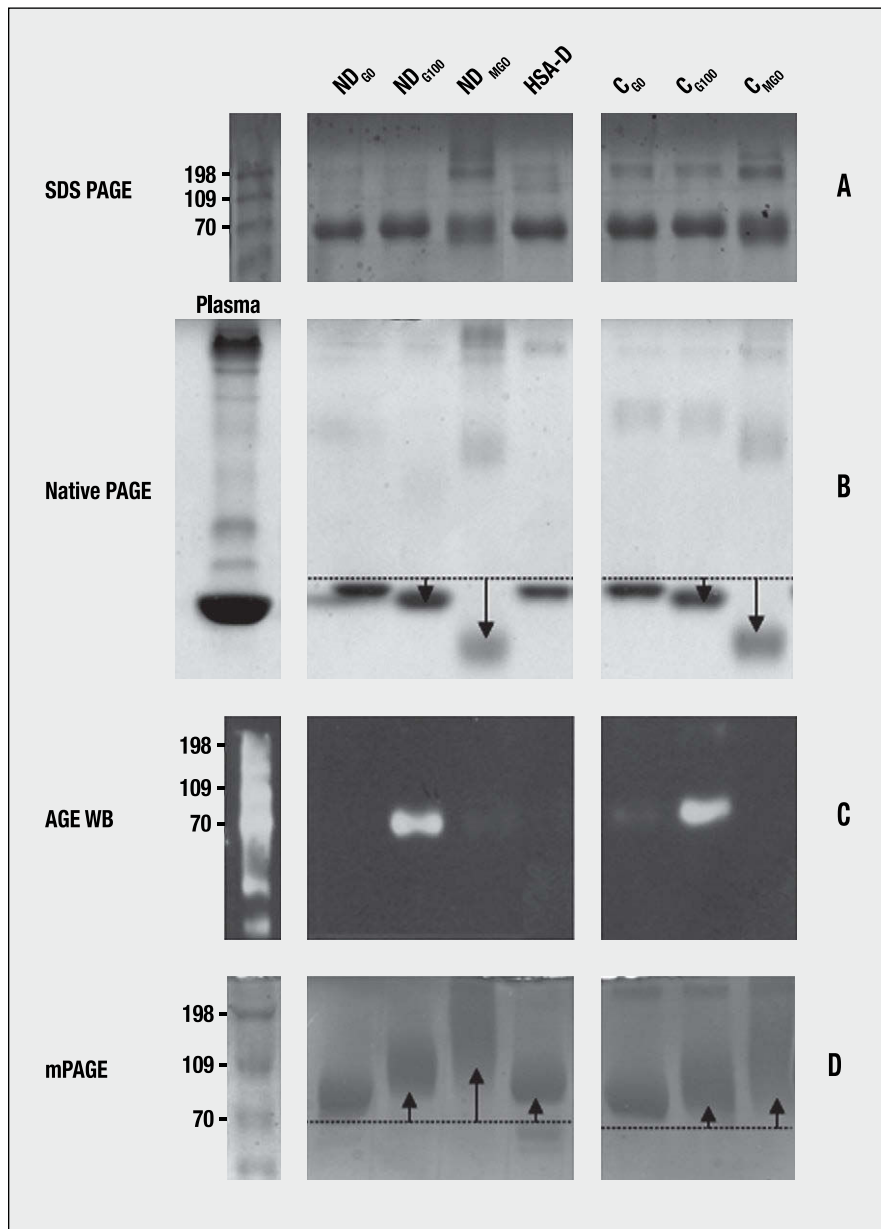 ND G0 ND G100 ND MGO HSA-D C G0 C G100 C MGO
SDS PAGE
198
109
70
A
Plasma
Native PAGE
B
AGE WB
198
109
70
C
mPAGE
198
109
70
D